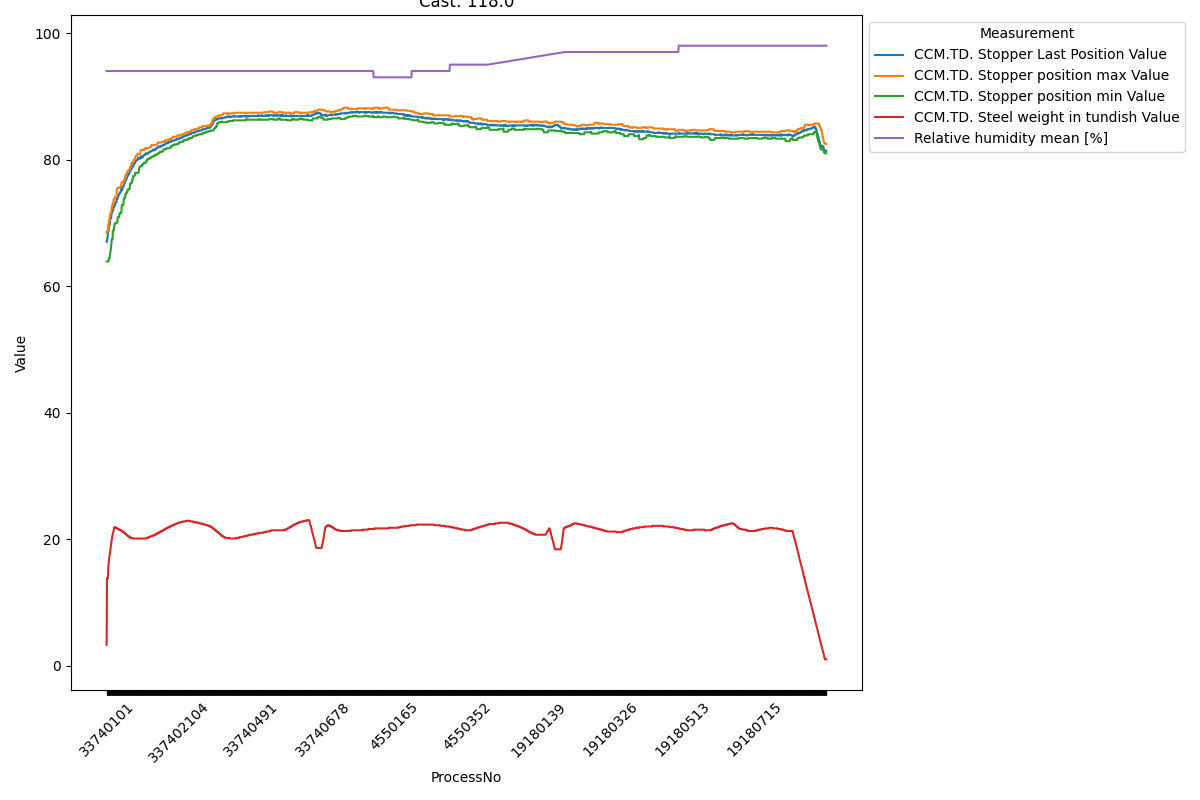 Cast: 118.0
100
80
60
40
20
0
Value
33740101
337402104
33740491
33740678
4550165
4550352
19180139
19180326
19180513
19180715
ProcessNo
Measurement
CCM.TD. Stopper Last Position Value
CCM.TD. Stopper position max Value
CCM.TD. Stopper position min Value
CCM.TD. Steel weight in tundish Value
Relative humidity mean [%]